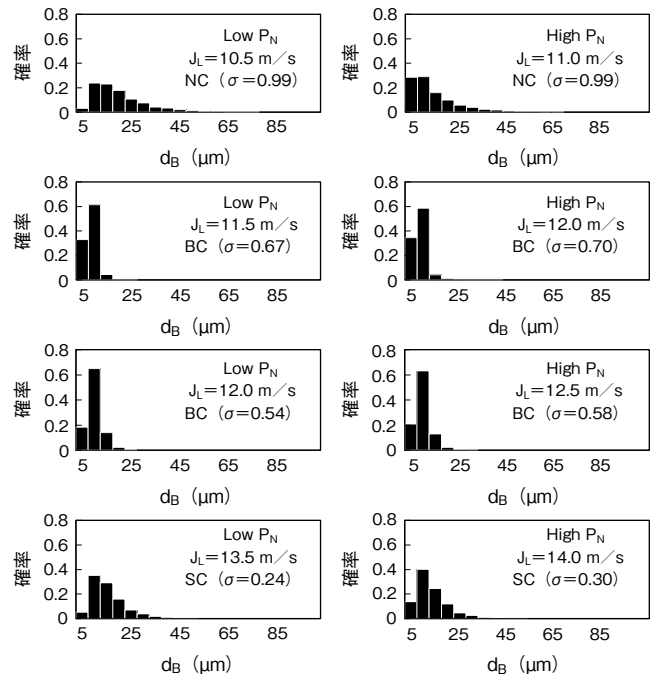 0.8
0.6
0.4
0.2
0
確率
Low P_N
J_L=10.5 m/s
NC（σ=0.99）
5 25 45 65 85
d_B（μm）
0.8
0.6
0.4
0.2
0
確率
High P_N
J_L=11.0 m/s
NC（σ=0.99）
5 25 45 65 85
d_B（μm）
0.8
0.6
0.4
0.2
0
確率
Low P_N
J_L=11.5 m/s
BC（σ=0.67）
5 25 45 65 85
d_B（μm）
0.8
0.6
0.4
0.2
0
確率
High P_N
J_L=12.0 m/s
BC（σ=0.70）
5 25 45 65 85
d_B（μm）
0.8
0.6
0.4
0.2
0
確率
Low P_N
J_L=12.0 m/s
BC（σ=0.54）
5 25 45 65 85
d_B（μm）
0.8
0.6
0.4
0.2
0
確率
High P_N
J_L=12.5 m/s
BC（σ=0.58）
5 25 45 65 85
d_B（μm）
0.8
0.6
0.4
0.2
0
確率
Low P_N
J_L=13.5 m/s
SC（σ=0.24）
5 25 45 65 85
d_B（μm）
0.8
0.6
0.4
0.2
0
確率
High P_N
J_L=14.0 m/s
SC（σ=0.30）
5 25 45 65 85
d_B（μm）